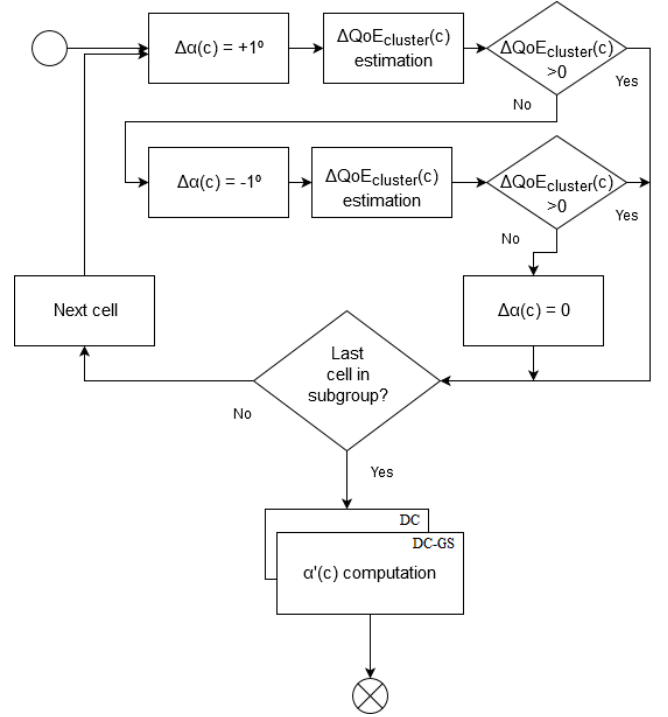 Δα(c) = +1º
ΔQoEcluster(c)
estimation
ΔQoEcluster(c)
>0
Yes
No
Δα(c) = -1º
ΔQoEcluster(c)
estimation
ΔQoEcluster(c)
>0
Yes
No
Next cell
Δα(c) = 0
Last
cell in
subgroup?
No
Yes
DC
DC-GS
α'(c) computation